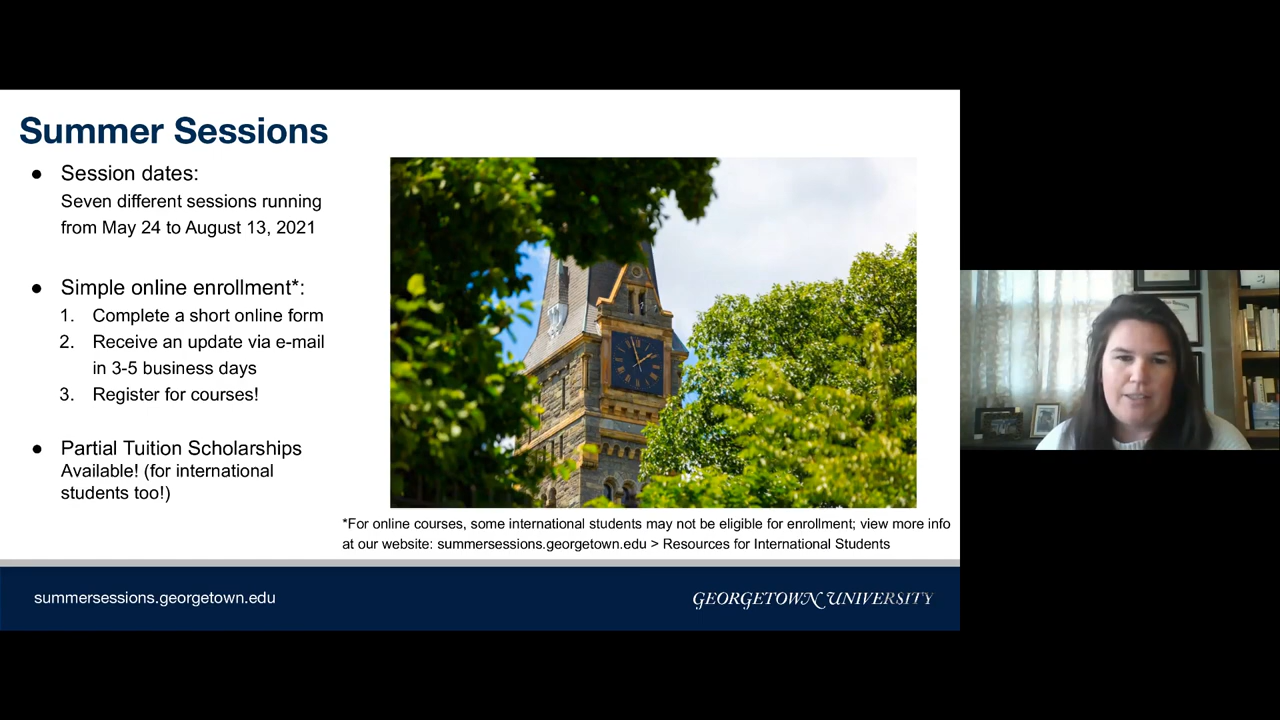 Summer Sessions
● Session dates:
Seven different sessions running
from May 24 to August 13, 2021
● Simple online enrollment*:
1. Complete a short online form
2. Receive an update via e-mail
in 3-5 business days
3. Register for courses!
● Partial Tuition Scholarships
Available! (for international
students too!)
*For online courses, some international students may not be eligible for enrollment; view more info
at our website: summersessions.georgetown.edu > Resources for International Students
summersessions.georgetown.edu
GEORGETOWN UNIVERSITY